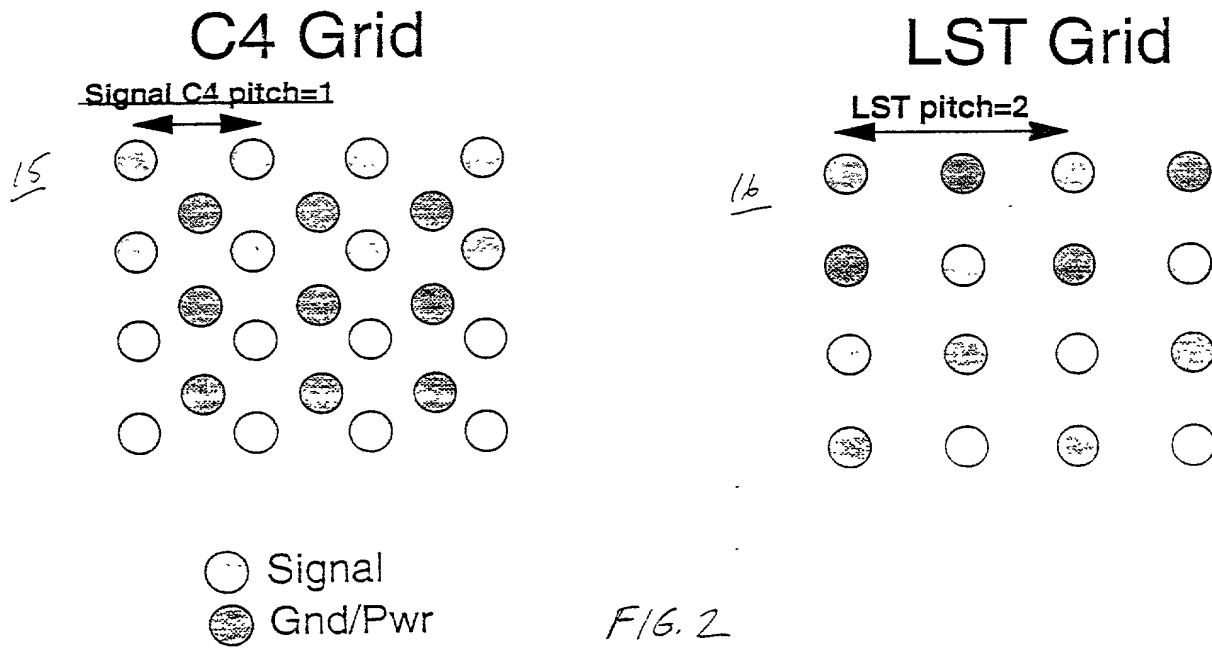 C4 Grid
LST Grid
Signal C4 pitch=1
LST pitch=2
15
16
Signal
Gnd/Pwr
FIG. 2